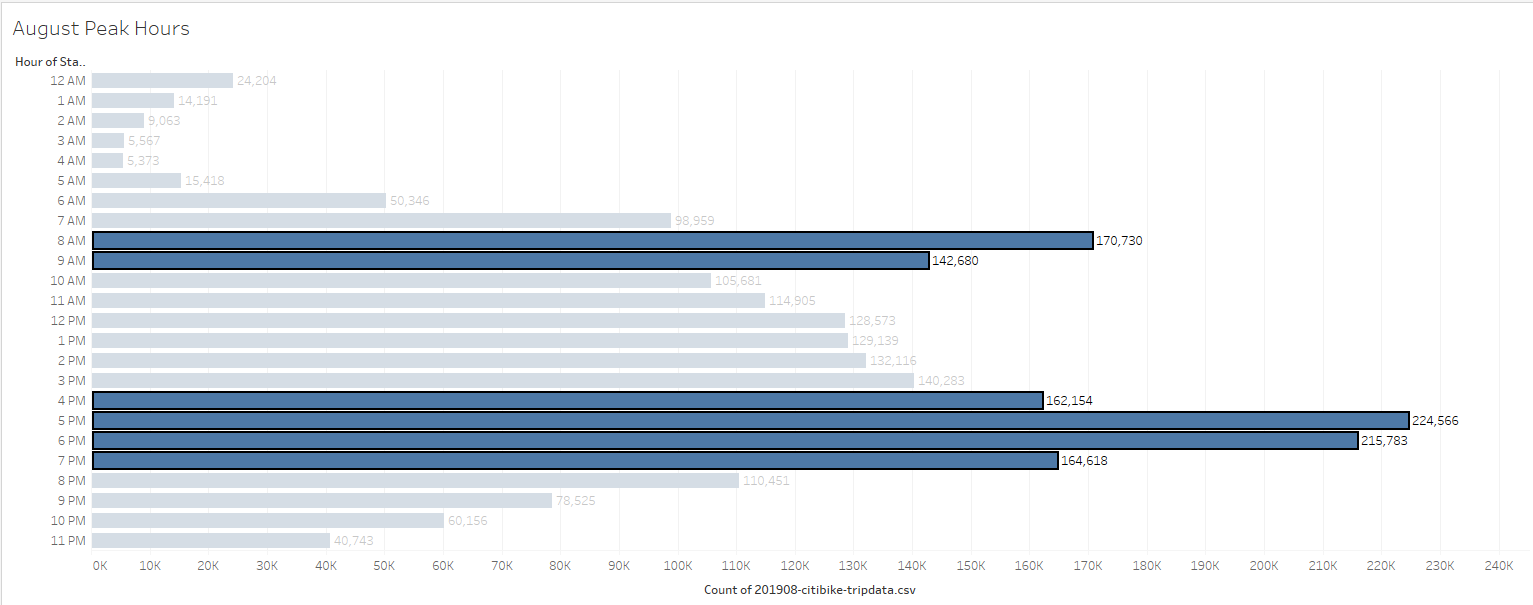 August Peak Hours
Hour of Sta..
12 AM 24,204
1 AM 14,191
2 AM 9,063
3 AM 5,567
4 AM 5,373
5 AM 15,418
6 AM 50,346
7 AM 98,959
8 AM 170,730
9 AM 142,680
10 AM 105,681
11 AM 114,905
12 PM 128,573
1 PM 129,139
2 PM 132,116
3 PM 140,283
4 PM 162,154
5 PM 224,566
6 PM 215,783
7 PM 164,618
8 PM 110,451
9 PM 78,525
10 PM 60,156
11 PM 40,743
0K 10K 20K 30K 40K 50K 60K 70K 80K 90K 100K 110K 120K 130K 140K 150K 160K 170K 180K 190K 200K 210K 220K 230K 240K
Count of 201908-citibike-tripdata.csv